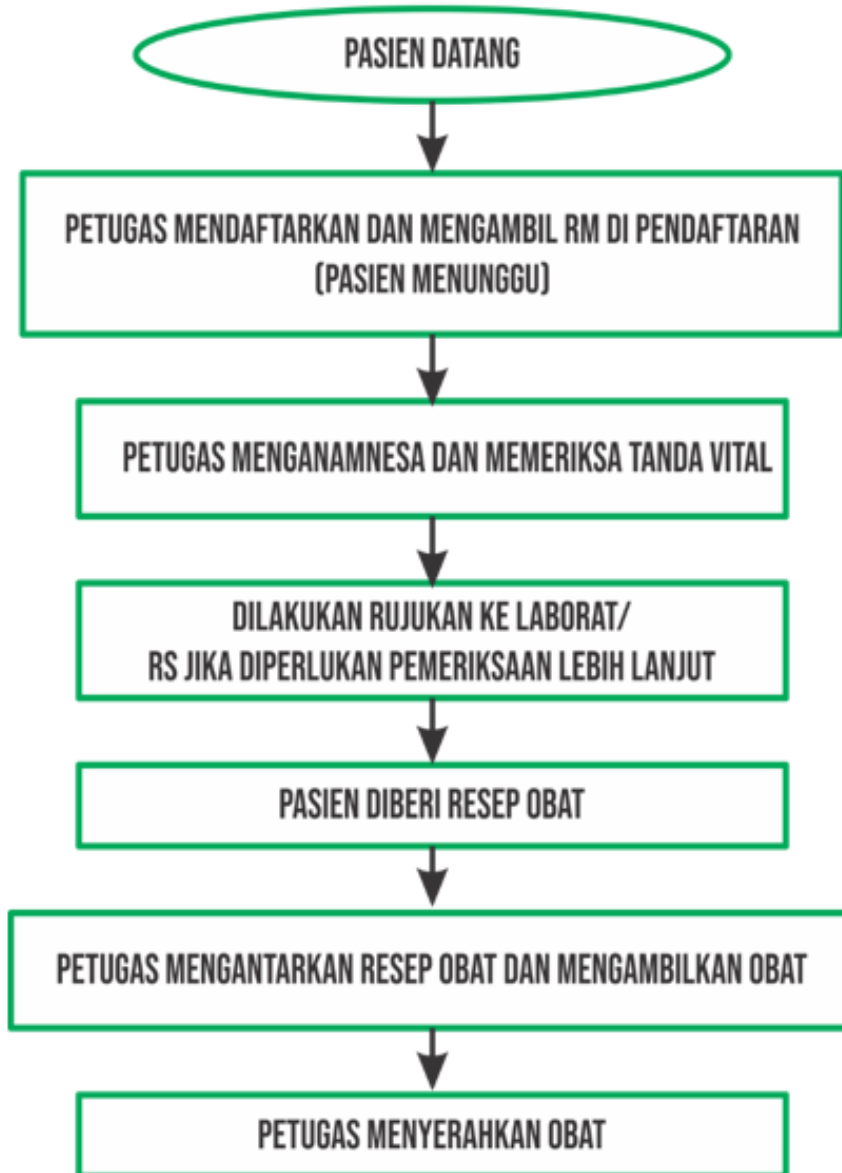 PASIEN DATANG
PETUGAS MENDAFTARKAN DAN MENGAMBIL RM DI PENDAFTARAN
(PASIEN MENUNGGU)
PETUGAS MENGANAMNESA DAN MEMERIKSA TANDA VITAL
DILAKUKAN RUJUKAN KE LABORAT/
RS JIKA DIPERLUKAN PEMERIKSAAN LEBIH LANJUT
PASIEN DIBERI RESEP OBAT
PETUGAS MENGANTARKAN RESEP OBAT DAN MENGAMBILKAN OBAT
PETUGAS MENYERAHKAN OBAT